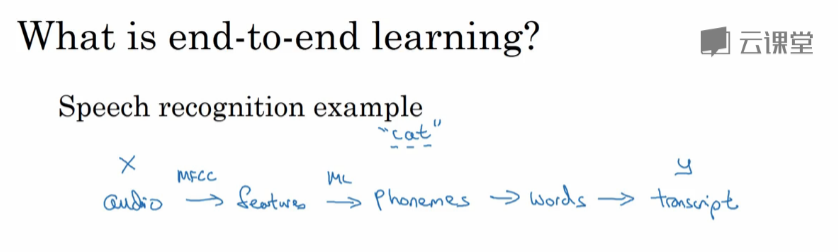 What is end-to-end learning?
云课堂
Speech recognition example
"cat"
X
y
MFCC
ML
audio → features → phonemes → words → transcript